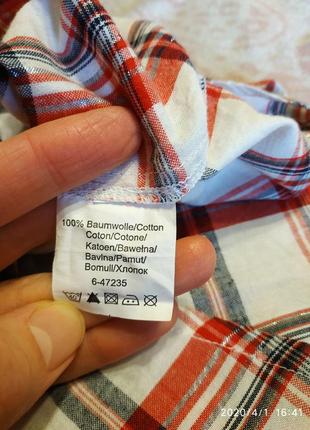 100% Baumwolle/Cotton
Coton/Cotone/
Katoen/Bawełna/
Bavlna/Pamut/
Bomull/Хлопок
6-47235
2020/4/1 16:41